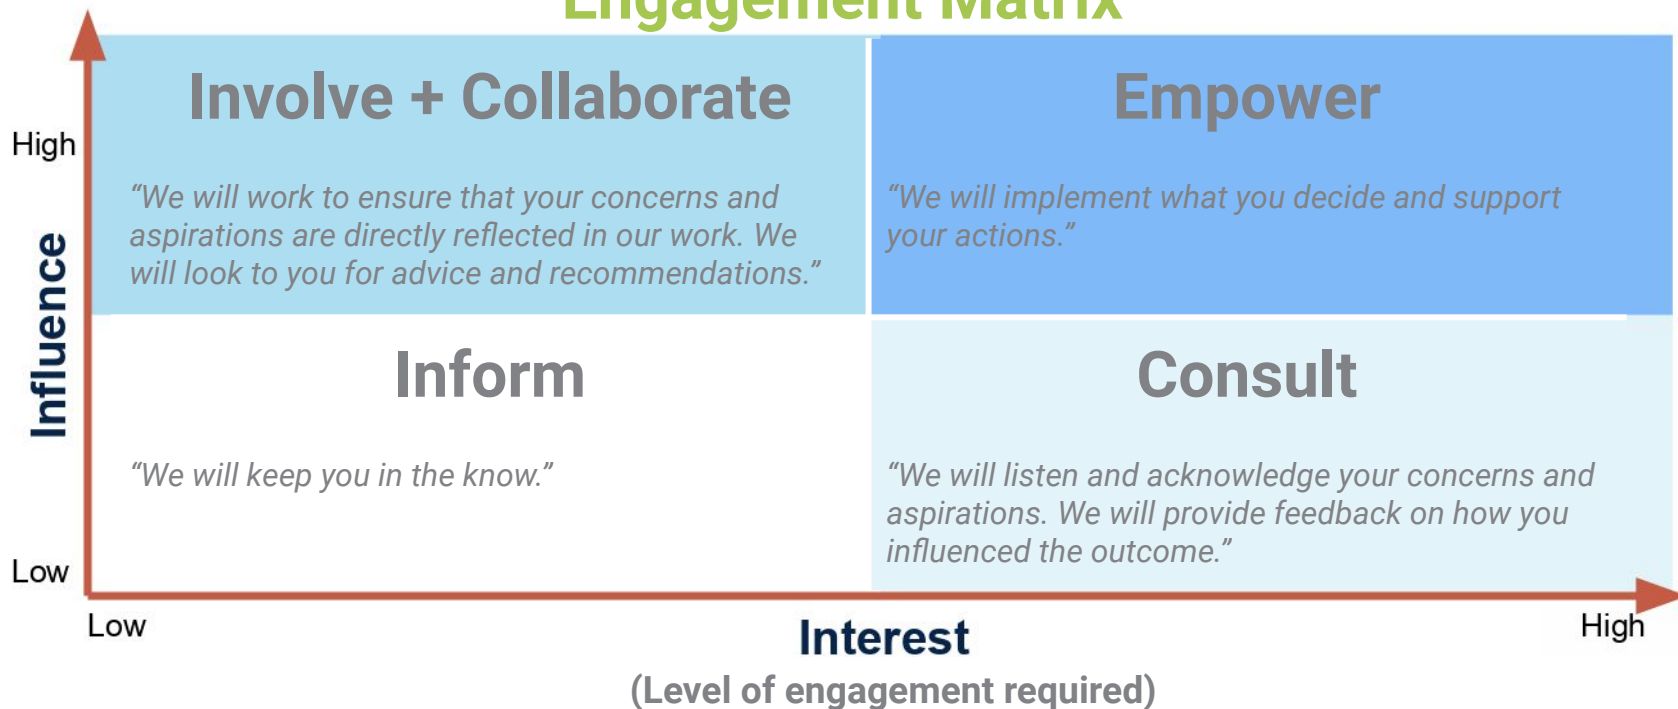 Engagement Matrix
Involve + Collaborate
“We will work to ensure that your concerns and
aspirations are directly reflected in our work. We
will look to you for advice and recommendations.”
Empower
“We will implement what you decide and support
your actions.”
High
Influence
Inform
“We will keep you in the know.”
Consult
“We will listen and acknowledge your concerns and
aspirations. We will provide feedback on how you
influenced the outcome.”
Low
Low
Interest
High
(Level of engagement required)